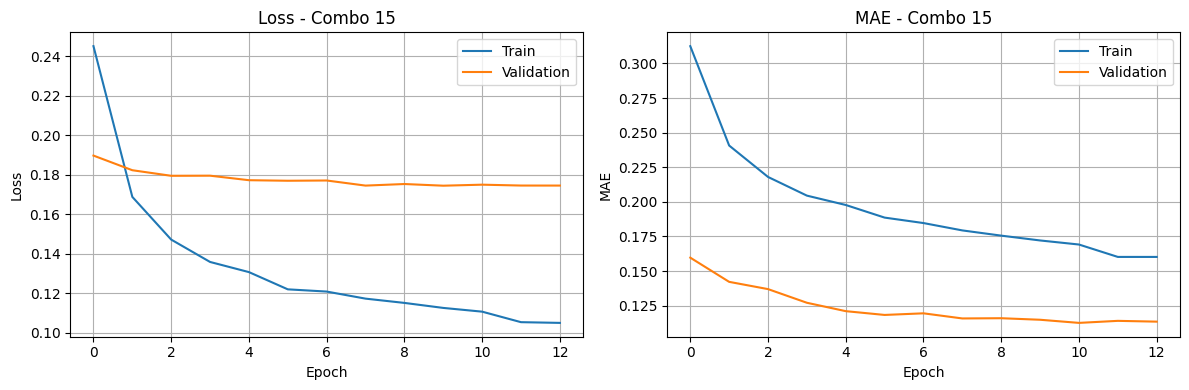 Loss - Combo 15
Train
Validation
0.24
0.22
0.20
0.18
0.16
0.14
0.12
0.10
Loss
0 2 4 6 8 10 12
Epoch
MAE - Combo 15
Train
Validation
0.300
0.275
0.250
0.225
0.200
0.175
0.150
0.125
MAE
0 2 4 6 8 10 12
Epoch